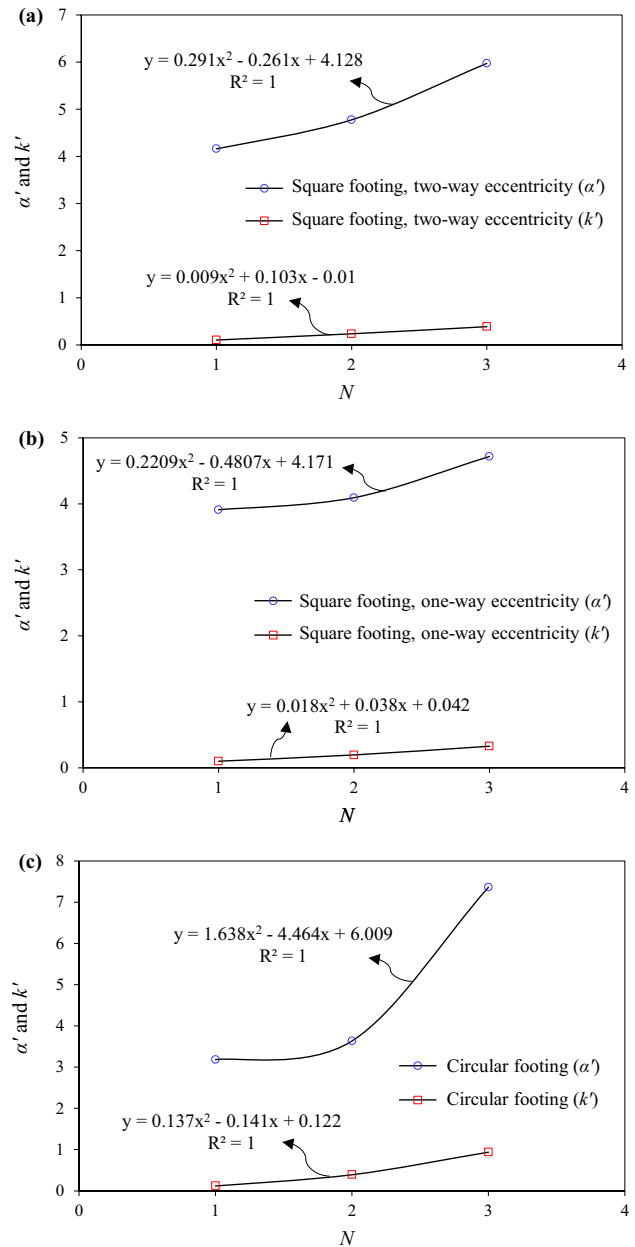 (a)
7
6
5
4
3
2
1
0
α′ and k′
y = 0.291x² - 0.261x + 4.128
R² = 1
Square footing, two-way eccentricity (α′)
Square footing, two-way eccentricity (k′)
y = 0.009x² + 0.103x - 0.01
R² = 1
0 1 2 3 4
N
(b)
5
4
3
2
1
0
α′ and k′
y = 0.2209x² - 0.4807x + 4.171
R² = 1
Square footing, one-way eccentricity (α′)
Square footing, one-way eccentricity (k′)
y = 0.018x² + 0.038x + 0.042
R² = 1
0 1 2 3 4
N
(c)
8
7
6
5
4
3
2
1
0
α′ and k′
y = 1.638x² - 4.464x + 6.009
R² = 1
Circular footing (α′)
Circular footing (k′)
y = 0.137x² - 0.141x + 0.122
R² = 1
0 1 2 3 4
N